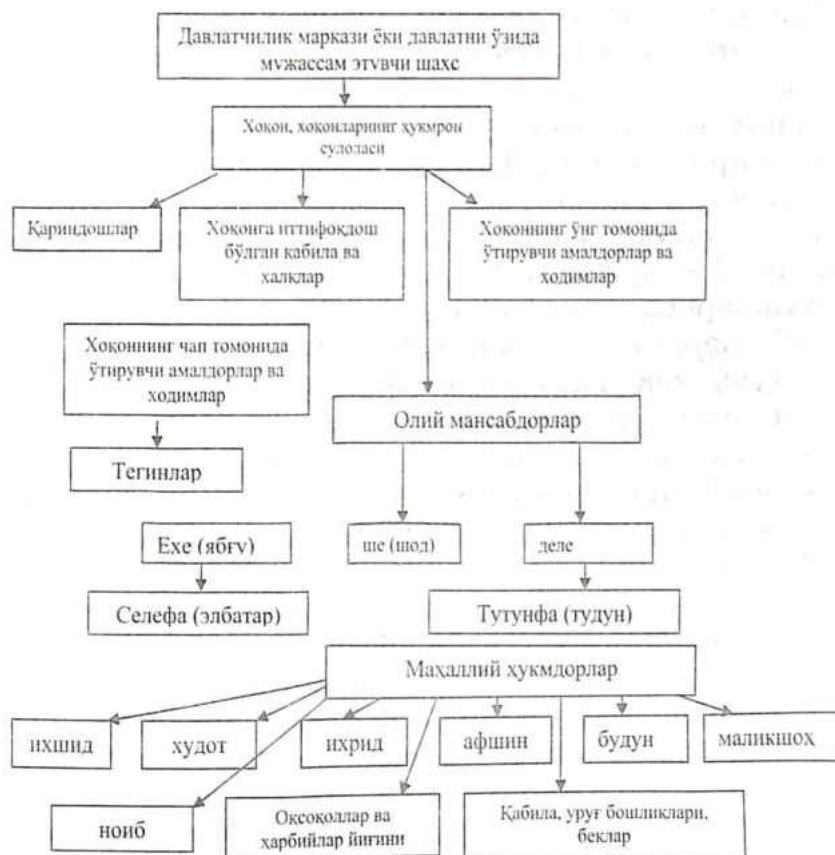 Давлатчилик маркази ёки давлатни ўзида
мужассам этувчи шахс
Хоқон, хоқонларнинг ҳукмрон
сулоласи
Қариндошлар
Хоқонга иттифоқдош
бўлган қабила ва
халқлар
Хоқоннинг ўнг томонида
ўтирувчи амалдорлар ва
ходимлар
Хоқоннинг чап томонида
ўтирувчи амалдорлар ва
ходимлар
Олий мансабдорлар
Тегинлар
Ехе (ябғу)
ше (шод)
деле
Селефа (элбатар)
Тутунфа (тудун)
Маҳаллий ҳукмдорлар
ихшид
худот
ихрид
афшин
будун
маликшоҳ
ноиб
Оқсоқоллар ва
ҳарбийлар йиғини
Қабила, уруғ бошликлари,
беклар